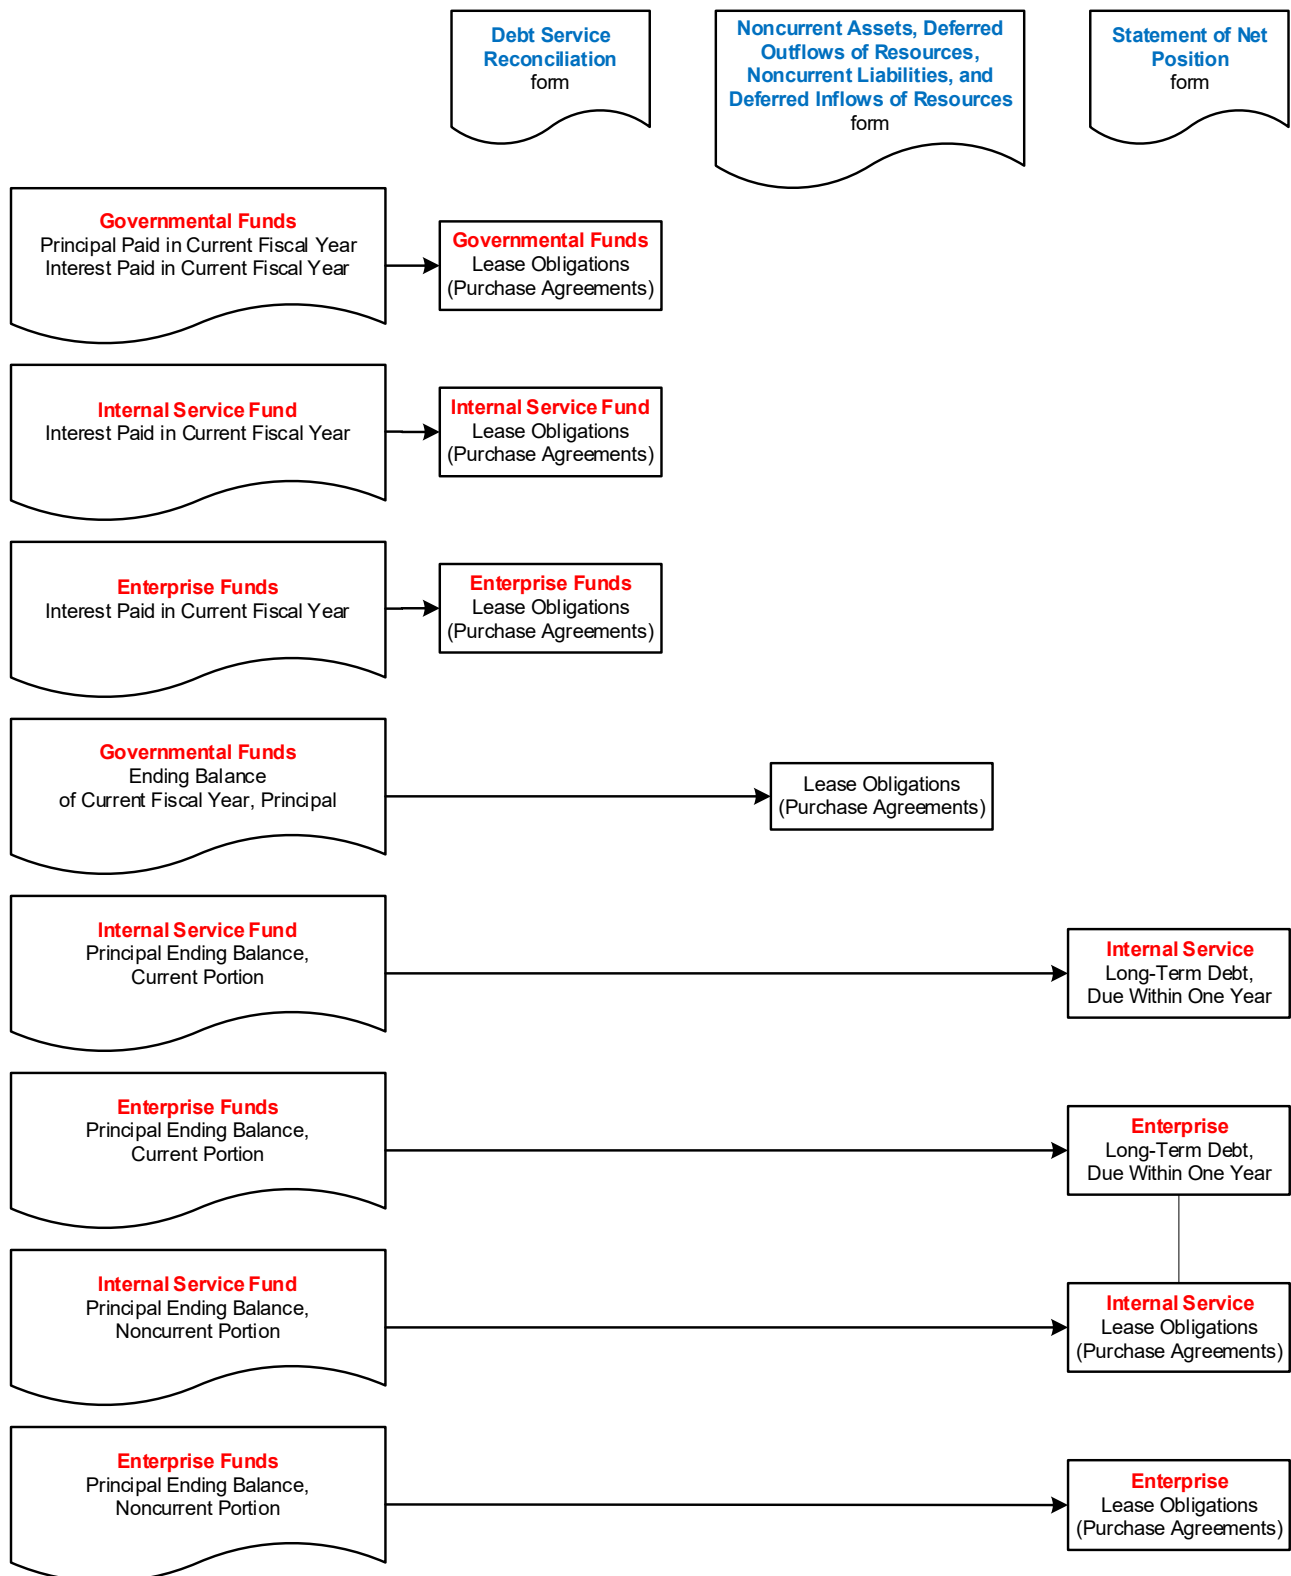 Debt Service
Reconciliation
form
Noncurrent Assets, Deferred
Outflows of Resources,
Noncurrent Liabilities, and
Deferred Inflows of Resources
form
Statement of Net
Position
form
Governmental Funds
Principal Paid in Current Fiscal Year
Interest Paid in Current Fiscal Year
Governmental Funds
Lease Obligations
(Purchase Agreements)
Internal Service Fund
Interest Paid in Current Fiscal Year
Internal Service Fund
Lease Obligations
(Purchase Agreements)
Enterprise Funds
Interest Paid in Current Fiscal Year
Enterprise Funds
Lease Obligations
(Purchase Agreements)
Governmental Funds
Ending Balance
of Current Fiscal Year, Principal
Lease Obligations
(Purchase Agreements)
Internal Service Fund
Principal Ending Balance,
Current Portion
Internal Service
Long-Term Debt,
Due Within One Year
Enterprise Funds
Principal Ending Balance,
Current Portion
Enterprise
Long-Term Debt,
Due Within One Year
Internal Service Fund
Principal Ending Balance,
Noncurrent Portion
Internal Service
Lease Obligations
(Purchase Agreements)
Enterprise Funds
Principal Ending Balance,
Noncurrent Portion
Enterprise
Lease Obligations
(Purchase Agreements)